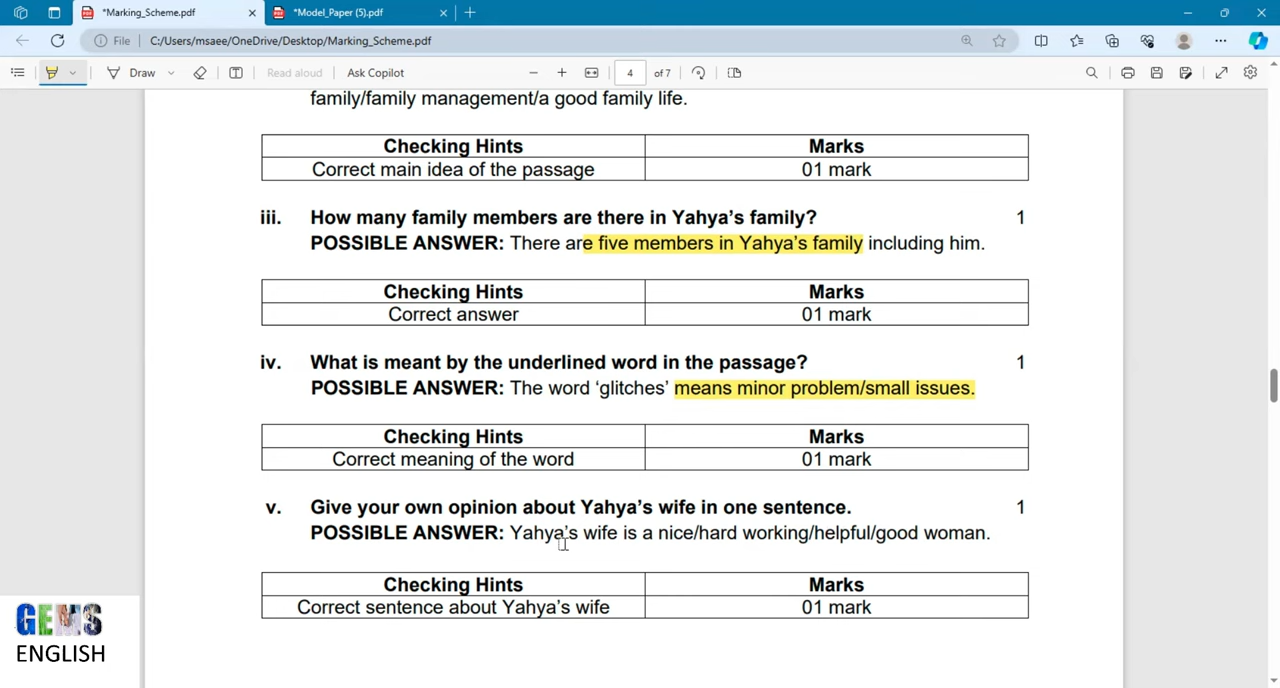 *Marking_Scheme.pdf
*Model_Paper (5).pdf
File
C:/Users/msaee/OneDrive/Desktop/Marking_Scheme.pdf
Draw
Read aloud
Ask Copilot
4
of 7
family/family management/a good family life.
Checking Hints Marks
Correct main idea of the passage 01 mark
iii. How many family members are there in Yahya’s family? 1
POSSIBLE ANSWER: There are five members in Yahya’s family including him.
Checking Hints Marks
Correct answer 01 mark
iv. What is meant by the underlined word in the passage? 1
POSSIBLE ANSWER: The word ‘glitches’ means minor problem/small issues.
Checking Hints Marks
Correct meaning of the word 01 mark
v. Give your own opinion about Yahya’s wife in one sentence. 1
POSSIBLE ANSWER: Yahya’s wife is a nice/hard working/helpful/good woman.
Checking Hints Marks
Correct sentence about Yahya’s wife 01 mark
GEMS
ENGLISH